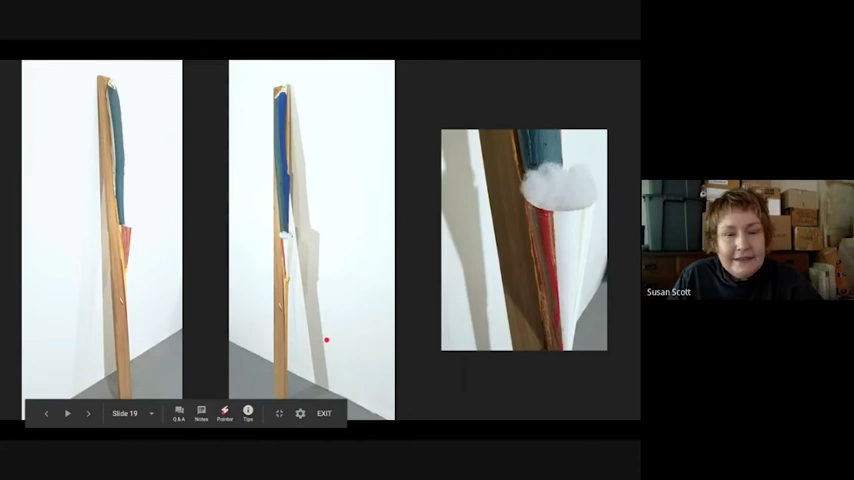 Susan Scott
Slide 19
Q&A
Notes
Pointer
Tips
EXIT